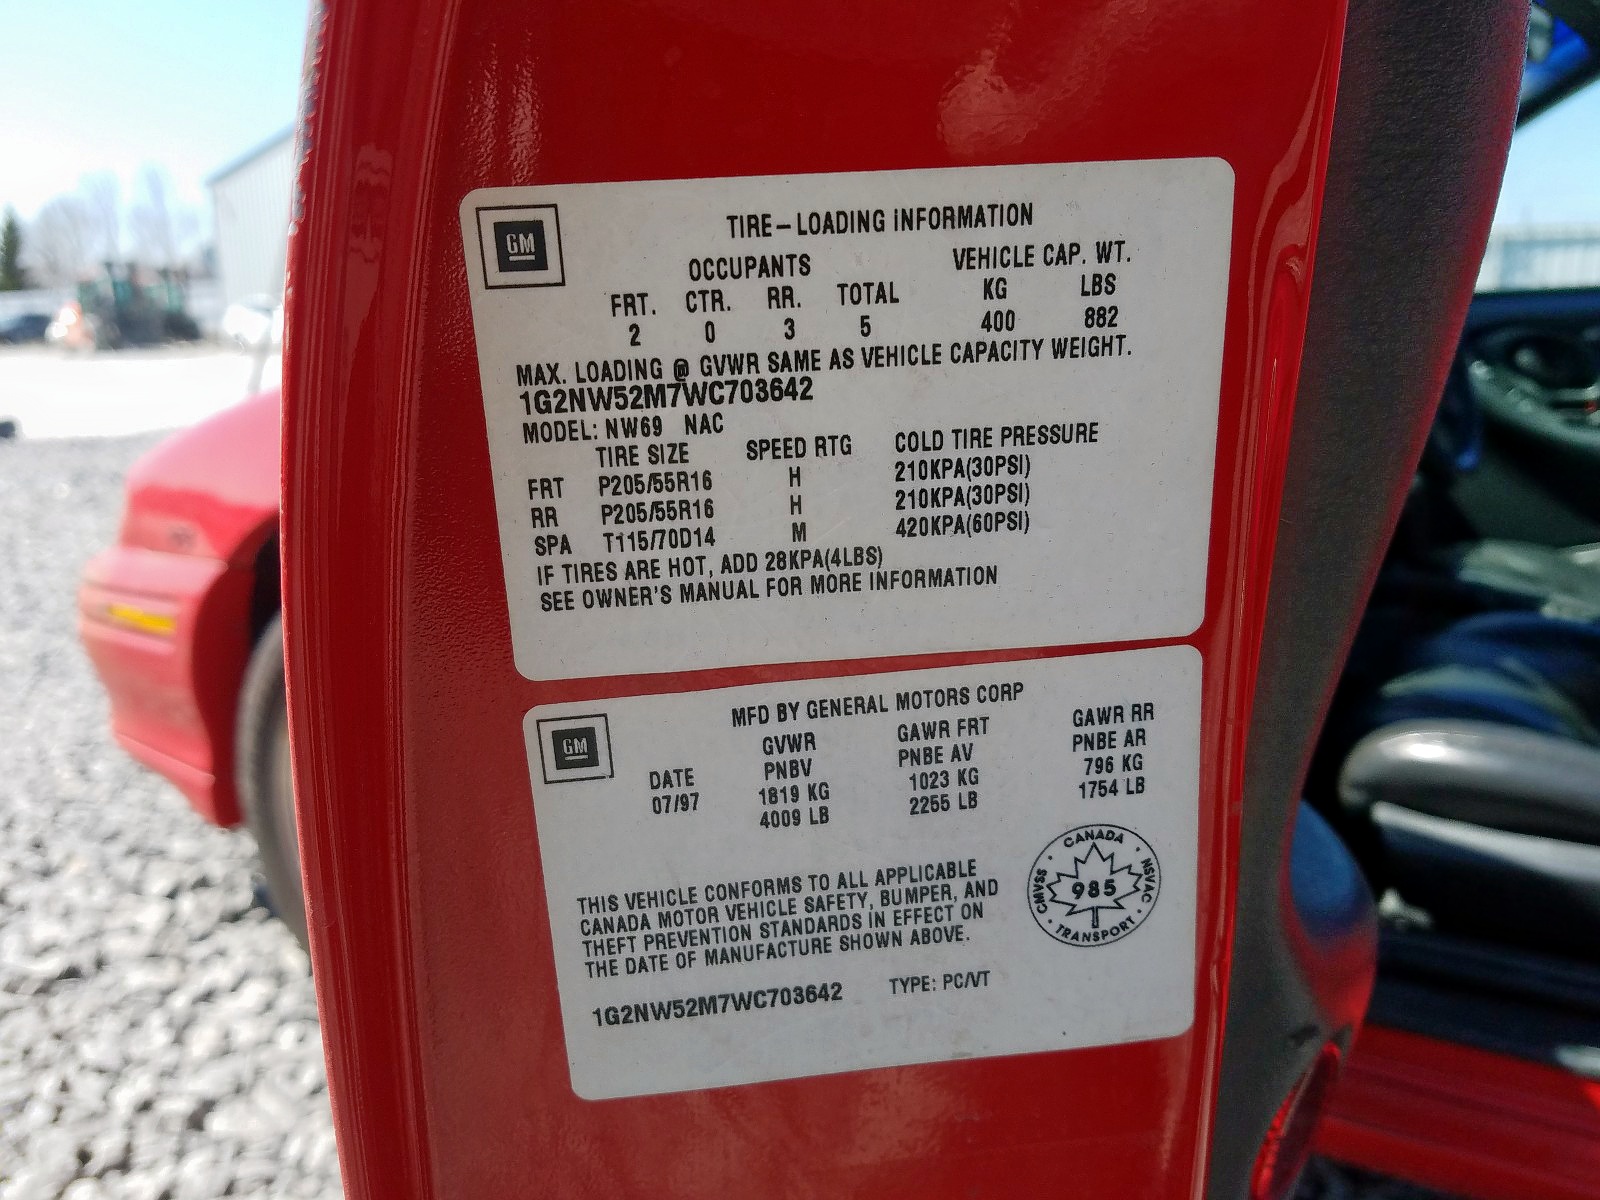 GM
TIRE-LOADING INFORMATION
OCCUPANTS VEHICLE CAP. WT.
FRT. CTR. RR. TOTAL KG LBS
2 0 3 5 400 882
MAX. LOADING @ GVWR SAME AS VEHICLE CAPACITY WEIGHT.
1G2NW52M7WC703642
MODEL: NW69 NAC
TIRE SIZE SPEED RTG COLD TIRE PRESSURE
FRT P205/55R16 H 210KPA(30PSI)
RR P205/55R16 H 210KPA(30PSI)
SPA T115/70D14 M 420KPA(60PSI)
IF TIRES ARE HOT, ADD 28KPA(4LBS)
SEE OWNER'S MANUAL FOR MORE INFORMATION
GM
MFD BY GENERAL MOTORS CORP
GVWR GAWR FRT GAWR RR
DATE PNBV PNBE AV PNBE AR
07/97 1819 KG 1023 KG 796 KG
4009 LB 2255 LB 1754 LB
THIS VEHICLE CONFORMS TO ALL APPLICABLE
CANADA MOTOR VEHICLE SAFETY, BUMPER, AND
THEFT PREVENTION STANDARDS IN EFFECT ON
THE DATE OF MANUFACTURE SHOWN ABOVE.
CANADA
CMVSS 985 NSVAC
TRANSPORT
1G2NW52M7WC703642 TYPE: PC/VT